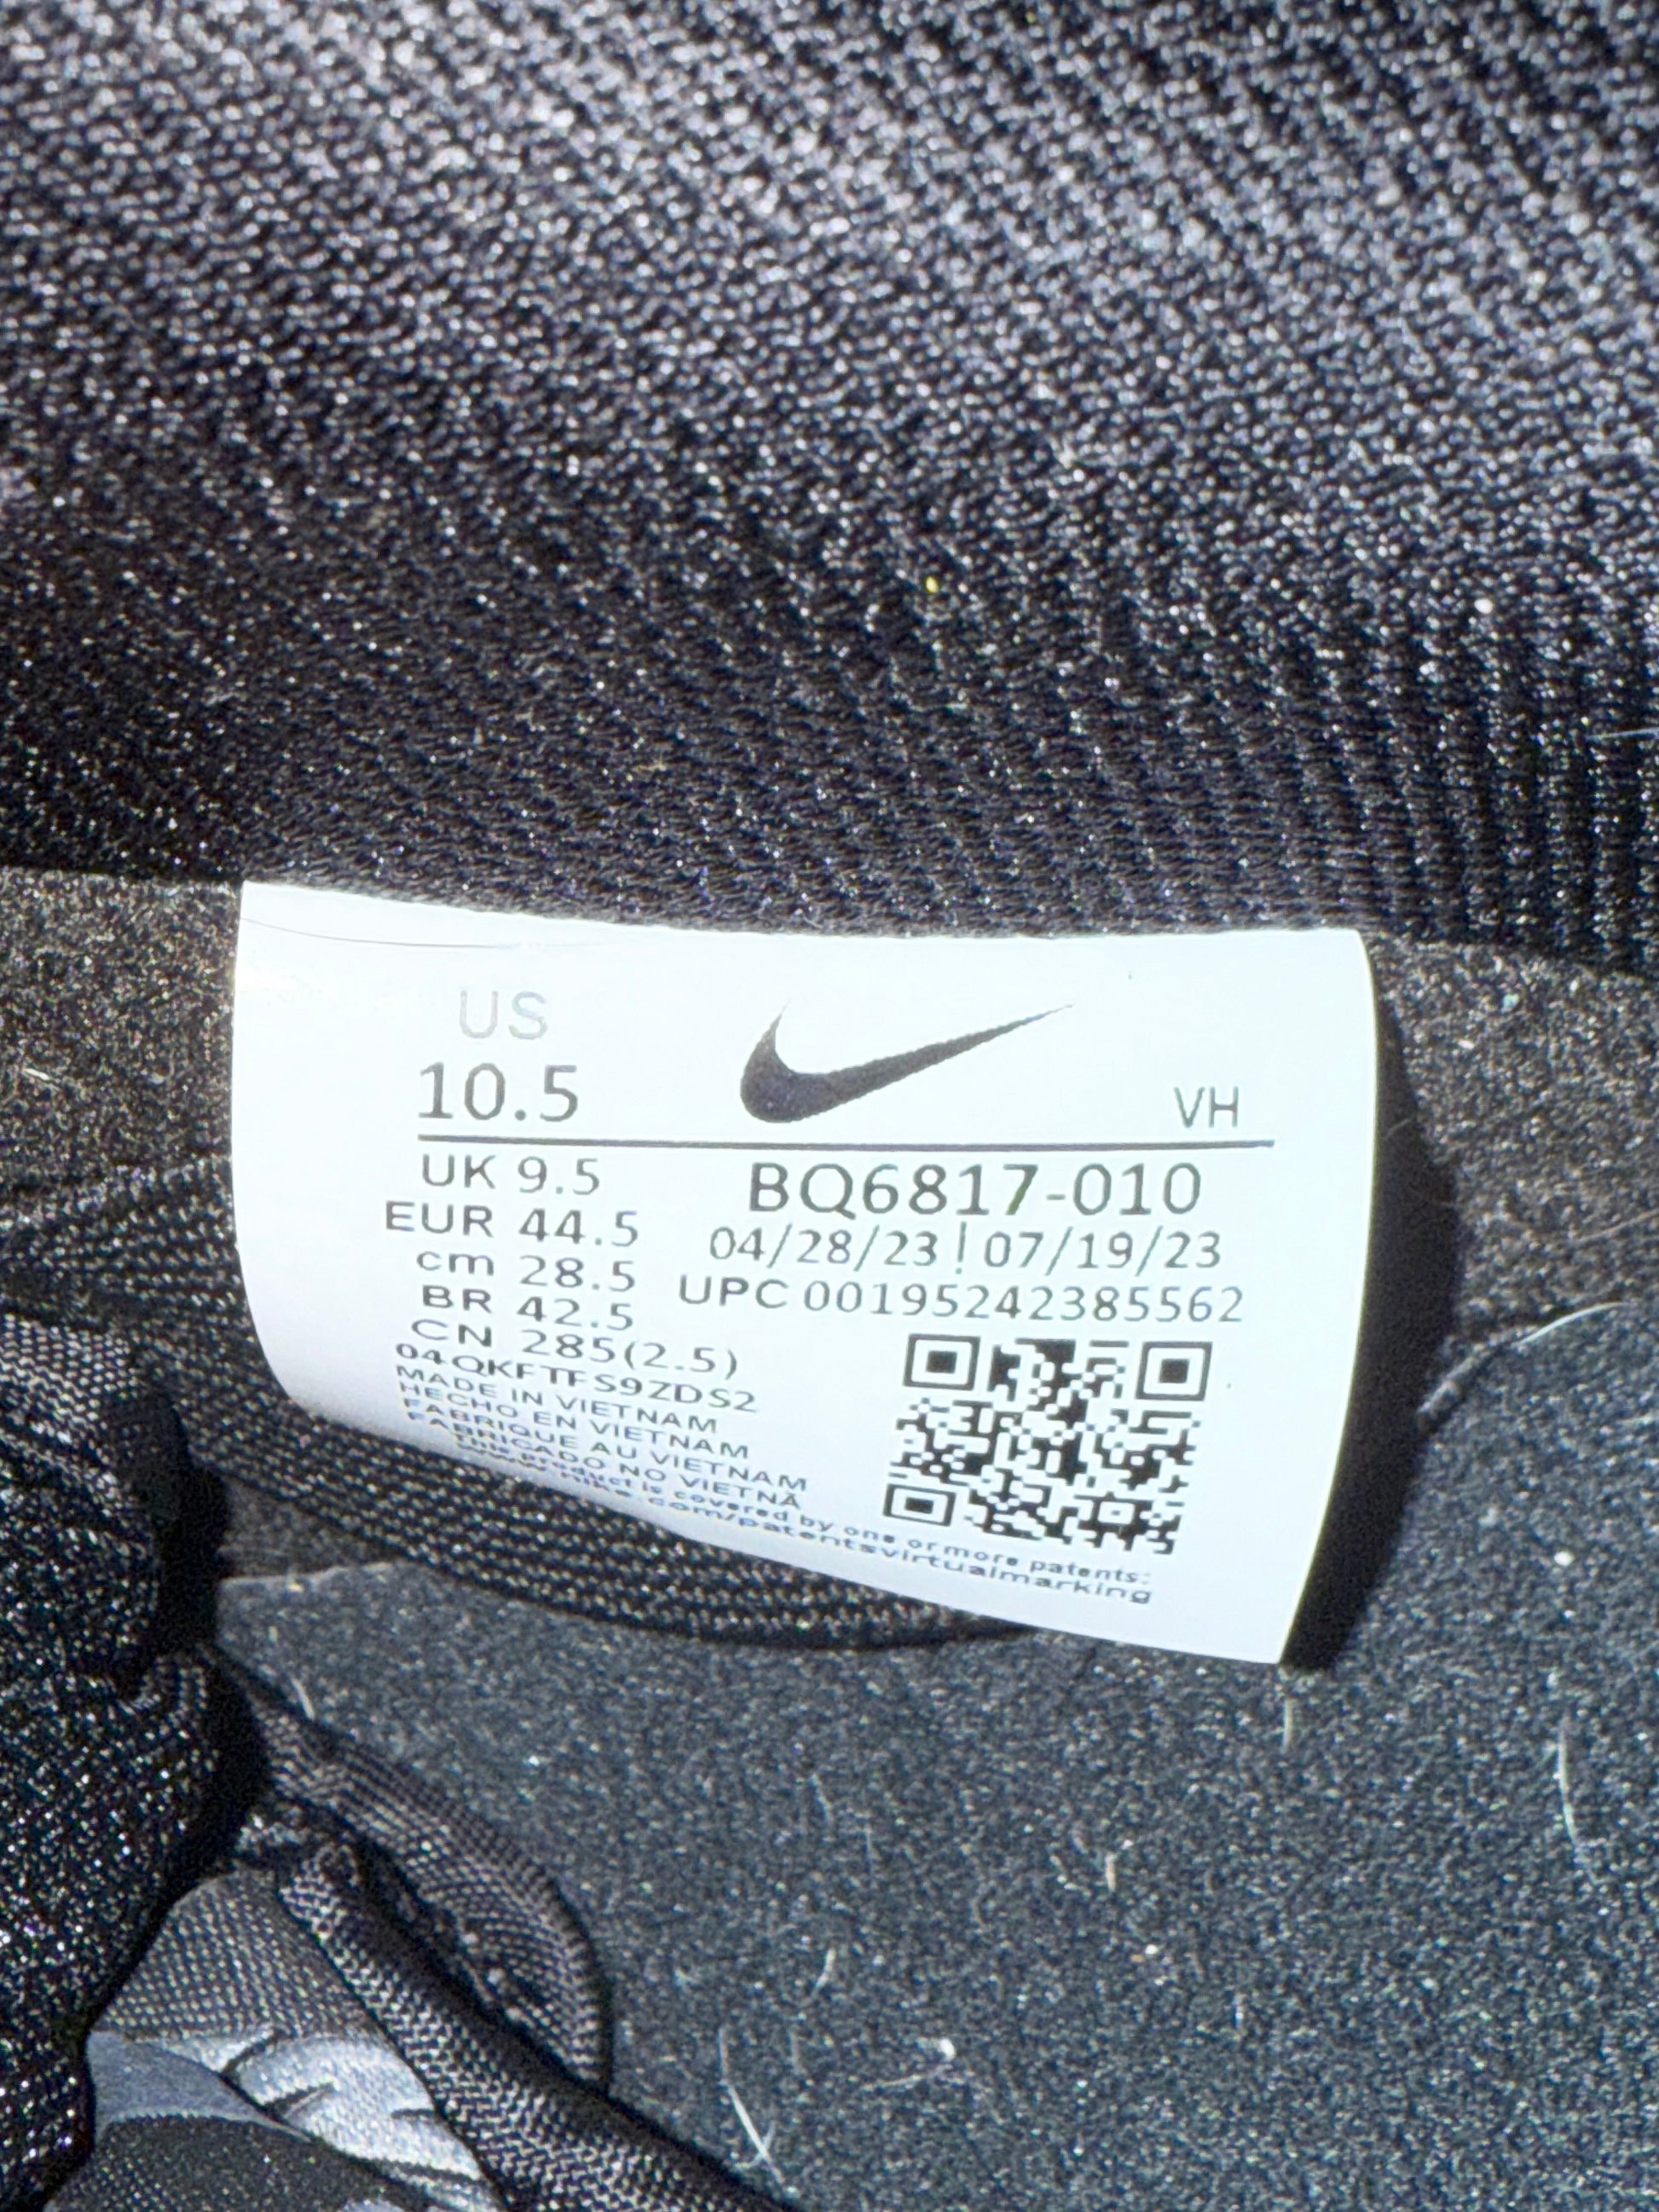 US
10.5
VH
UK 9.5
EUR 44.5
cm 28.5
BR 42.5
CN 285(2.5)
BQ6817-010
04/28/23 | 07/19/23
UPC 00195242385562
04QKFTFS9ZDS2
MADE IN VIETNAM
HECHO EN VIETNAM
FABRIQUE AU VIETNAM
FABRICADO NO VIETNÃ
This product is covered by one or more patents:
www.nike.com/patentsvirtualmarking